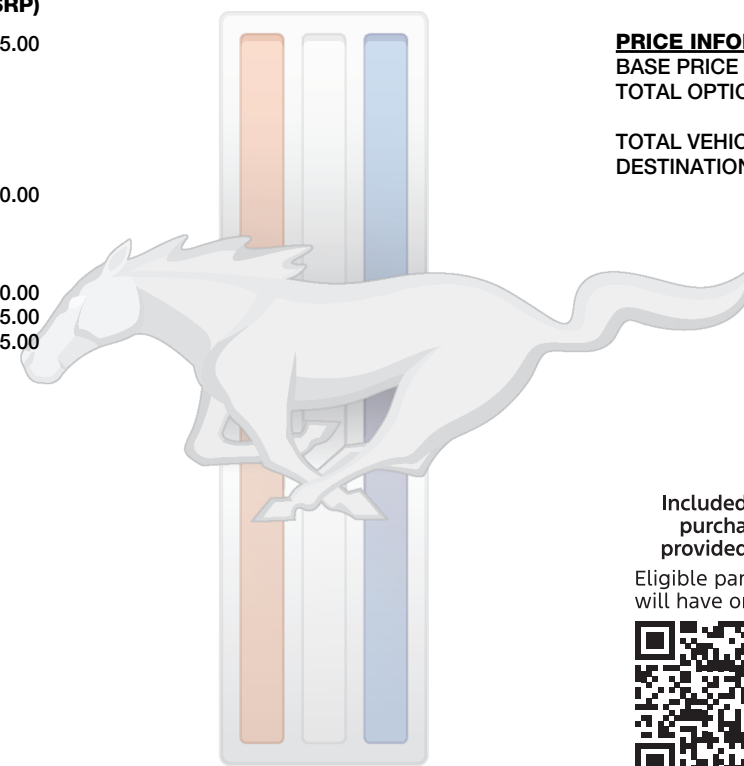 SRP)
5.00
0.00
0.00
5.00
5.00
PRICE INFO
BASE PRICE
TOTAL OPTIO
TOTAL VEHIC
DESTINATION
Included
purcha
provided
Eligible par
will have o